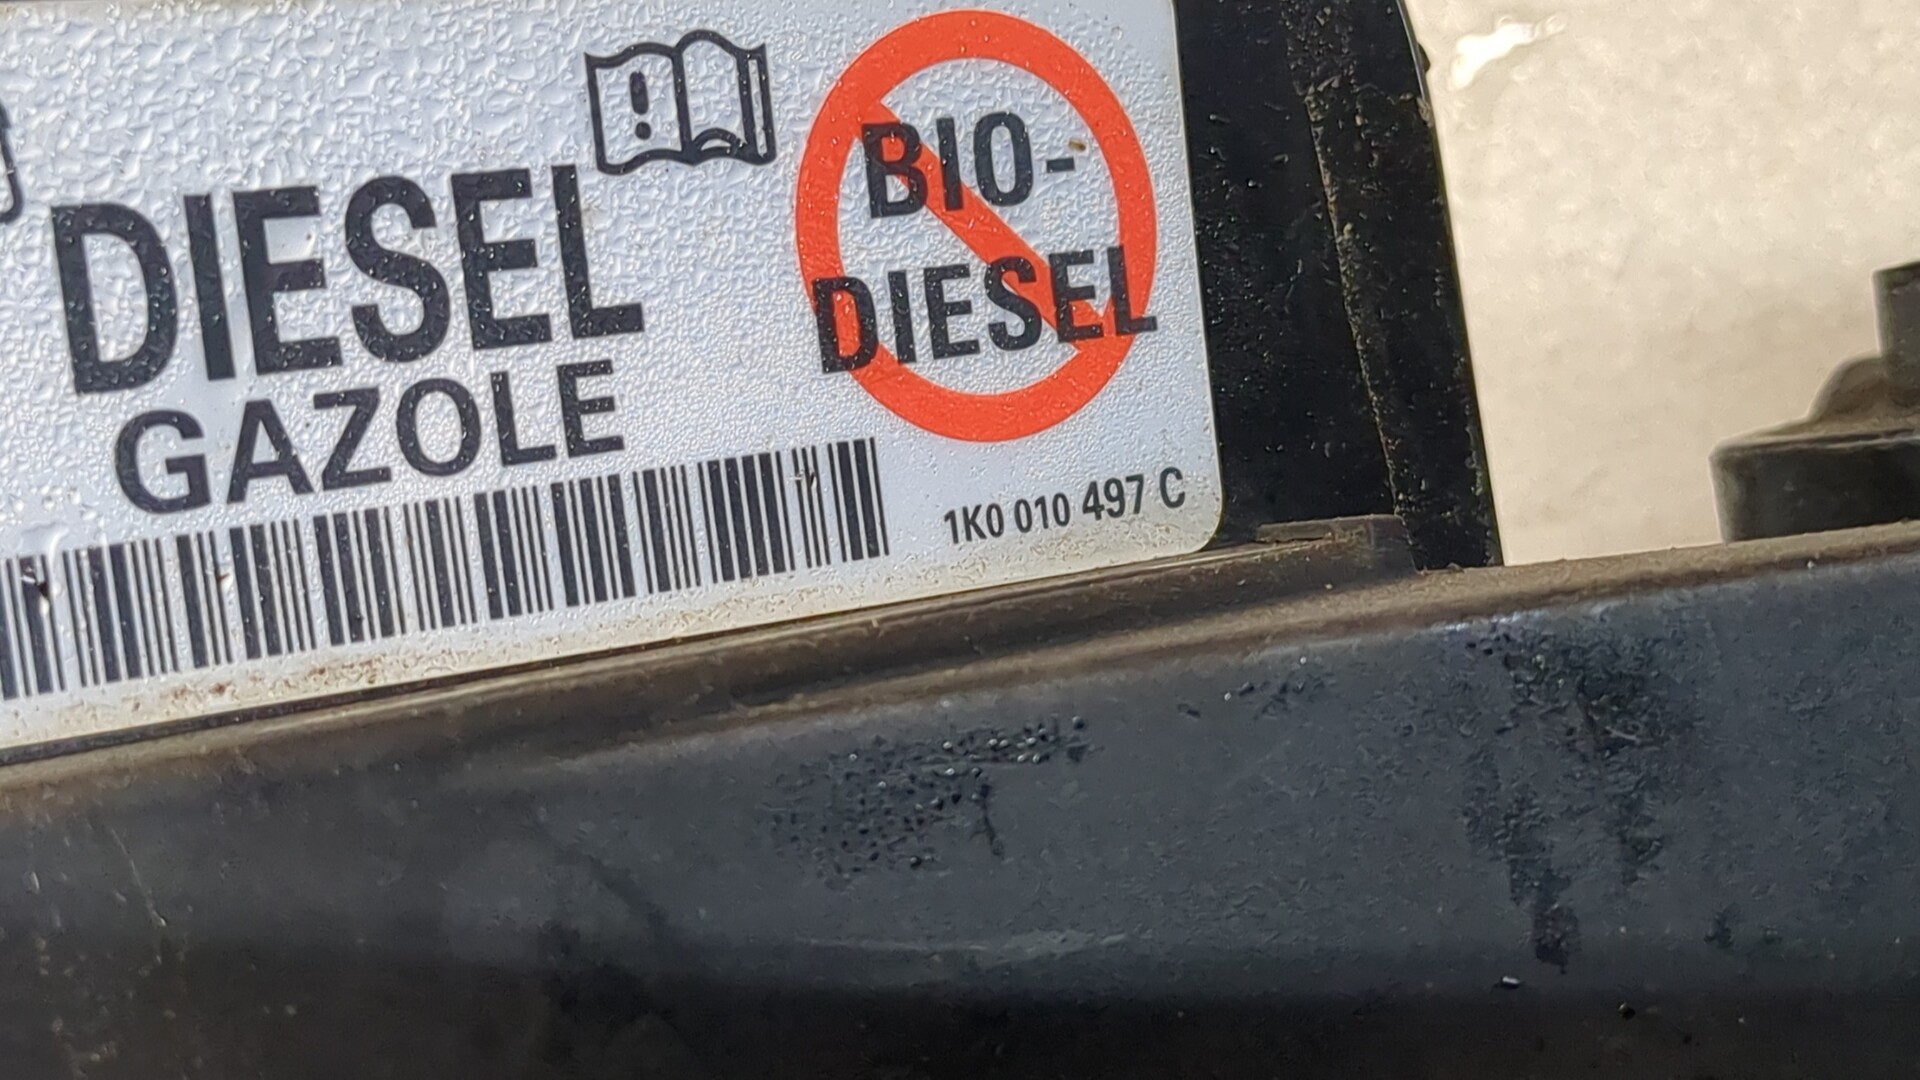 DIESEL
GAZOLE
BIO-
DIESEL
1K0 010 497 C